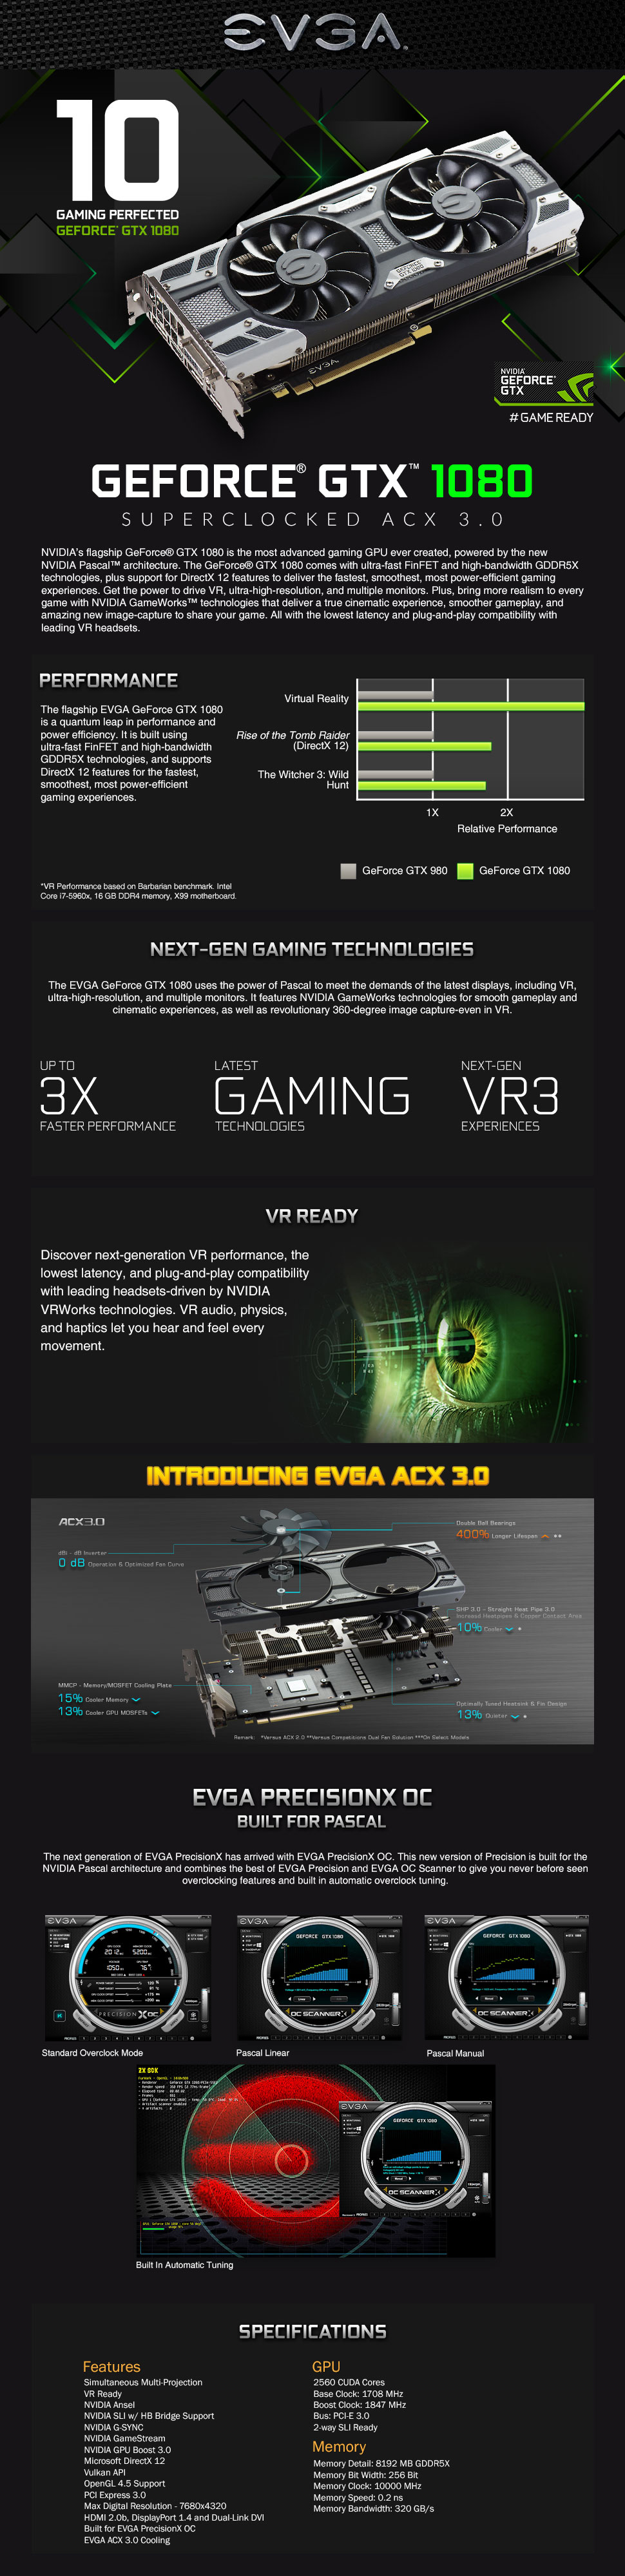 EVGA
10
GAMING PERFECTED
GEFORCE® GTX 1080
EVGA
NVIDIA®
GEFORCE®
GTX
# GAME READY
GEFORCE® GTX™ 1080
SUPERCLOCKED ACX 3.0
NVIDIA's flagship GeForce® GTX 1080 is the most advanced gaming GPU ever created, powered by the new
NVIDIA Pascal™ architecture. The GeForce® GTX 1080 comes with ultra-fast FinFET and high-bandwidth GDDR5X
technologies, plus support for DirectX 12 features to deliver the fastest, smoothest, most power-efficient gaming
experiences. Get the power to drive VR, ultra-high-resolution, and multiple monitors. Plus, bring more realism to every
game with NVIDIA GameWorks™ technologies that deliver a true cinematic experience, smoother gameplay, and
amazing new image-capture to share your game. All with the lowest latency and plug-and-play compatibility with
leading VR headsets.
PERFORMANCE
The flagship EVGA GeForce GTX 1080
is a quantum leap in performance and
power efficiency. It is built using
ultra-fast FinFET and high-bandwidth
GDDR5X technologies, and supports
DirectX 12 features for the fastest,
smoothest, most power-efficient
gaming experiences.
*VR Performance based on Barbarian benchmark. Intel
Core i7-5960x, 16 GB DDR4 memory, X99 motherboard.
Virtual Reality
Rise of the Tomb Raider
(DirectX 12)
The Witcher 3: Wild
Hunt
1X 2X
Relative Performance
GeForce GTX 980 GeForce GTX 1080
NEXT-GEN GAMING TECHNOLOGIES
The EVGA GeForce GTX 1080 uses the power of Pascal to meet the demands of the latest displays, including VR,
ultra-high-resolution, and multiple monitors. It features NVIDIA GameWorks technologies for smooth gameplay and
cinematic experiences, as well as revolutionary 360-degree image capture-even in VR.
UP TO
3X
FASTER PERFORMANCE
LATEST
GAMING
TECHNOLOGIES
NEXT-GEN
VR3
EXPERIENCES
VR READY
Discover next-generation VR performance, the
lowest latency, and plug-and-play compatibility
with leading headsets-driven by NVIDIA
VRWorks technologies. VR audio, physics,
and haptics let you hear and feel every
movement.
INTRODUCING EVGA ACX 3.0
ACX3.0
dBi - dB Inverter
0 dB Operation & Optimized Fan Curve
Double Ball Bearings
400% Longer Lifespan **
SHP 3.0 - Straight Heat Pipe 3.0
Increased Heatpipes & Copper Contact Area
10% Cooler *
MMCP - Memory/MOSFET Cooling Plate
15% Cooler Memory
13% Cooler GPU MOSFETs
Optimally Tuned Heatsink & Fin Design
13% Quieter *
Remark: *Versus ACX 2.0 **Versus Competitions Dual Fan Solution ***On Select Models
EVGA PRECISIONX OC
BUILT FOR PASCAL
The next generation of EVGA PrecisionX has arrived with EVGA PrecisionX OC. This new version of Precision is built for the
NVIDIA Pascal architecture and combines the best of EVGA Precision and EVGA OC Scanner to give you never before seen
overclocking features and built in automatic overclock tuning.
EVGA
PRECISION XOC
Standard Overclock Mode
EVGA
GEFORCE GTX 1080
OC SCANNER X
Pascal Linear
EVGA
GEFORCE GTX 1080
OC SCANNER X
Pascal Manual
EVGA
GEFORCE GTX 1080
OC SCANNER X
Built In Automatic Tuning
SPECIFICATIONS
Features
Simultaneous Multi-Projection
VR Ready
NVIDIA Ansel
NVIDIA SLI w/ HB Bridge Support
NVIDIA G-SYNC
NVIDIA GameStream
NVIDIA GPU Boost 3.0
Microsoft DirectX 12
Vulkan API
OpenGL 4.5 Support
PCI Express 3.0
Max Digital Resolution - 7680x4320
HDMI 2.0b, DisplayPort 1.4 and Dual-Link DVI
Built for EVGA PrecisionX OC
EVGA ACX 3.0 Cooling
GPU
2560 CUDA Cores
Base Clock: 1708 MHz
Boost Clock: 1847 MHz
Bus: PCI-E 3.0
2-way SLI Ready
Memory
Memory Detail: 8192 MB GDDR5X
Memory Bit Width: 256 Bit
Memory Clock: 10000 MHz
Memory Speed: 0.2 ns
Memory Bandwidth: 320 GB/s